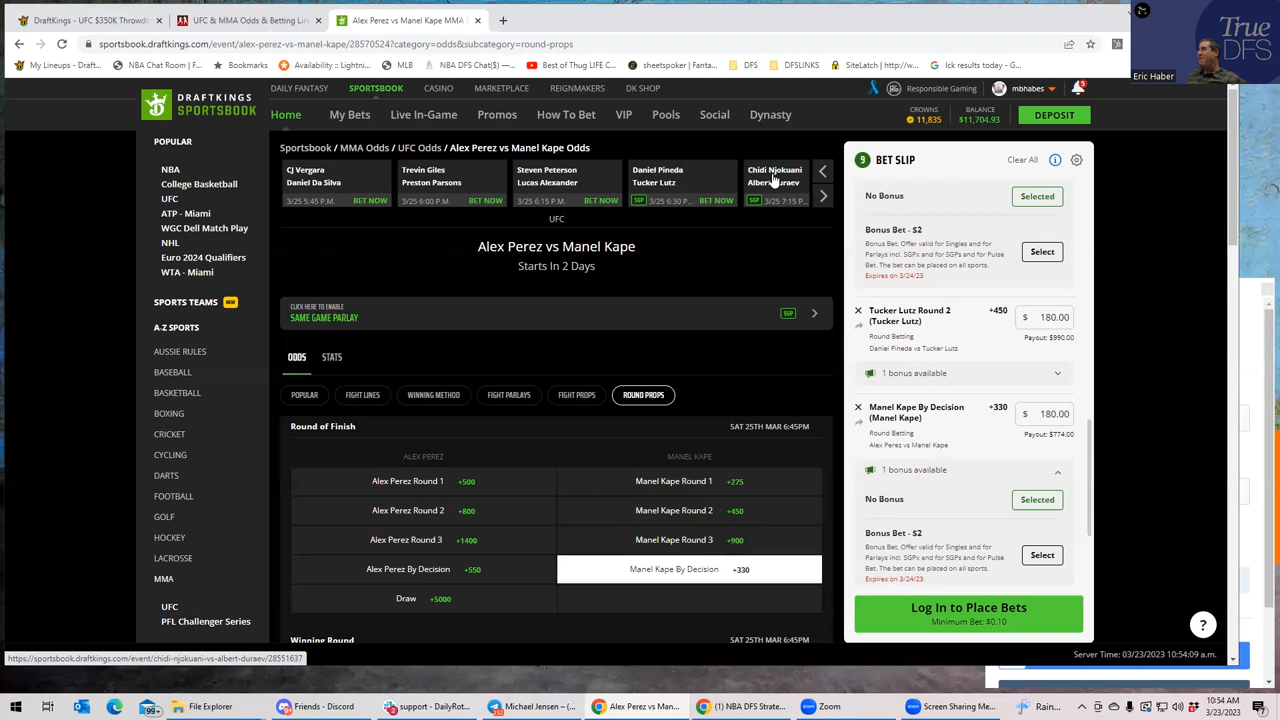 DraftKings - UFC $350K Throwdo
UFC & MMA Odds & Betting Lin
Alex Perez vs Manel Kape MMA
sportsbook.draftkings.com/event/alex-perez-vs-manel-kape/28570524?category=odds&subcategory=round-props
My Lineups - Draft...
NBA Chat Room | F...
Bookmarks
Availability :: Lightni...
MLB
NBA DFS Chat($) —...
sheetspoker | Fanta...
DFS
DFSLINKS
Best of Thug LIFE C...
SiteLatch | http://w...
Ick results today - G...
True
DFS
Eric Haber
DRAFTKINGS
SPORTSBOOK
DAILY FANTASY
SPORTSBOOK
CASINO
MARKETPLACE
REIGNMAKERS
DK SHOP
RG
Responsible Gaming
mbhabes
5
Home
My Bets
Live In-Game
Promos
How To Bet
VIP
Pools
Social
Dynasty
CROWNS
11,835
BALANCE
$11,704.93
DEPOSIT
POPULAR
NBA
College Basketball
UFC
ATP - Miami
WGC Dell Match Play
NHL
Euro 2024 Qualifiers
WTA - Miami
SPORTS TEAMS NEW
A-Z SPORTS
AUSSIE RULES
BASEBALL
BASKETBALL
BOXING
CRICKET
CYCLING
DARTS
FOOTBALL
GOLF
HOCKEY
LACROSSE
MMA
UFC
PFL Challenger Series
Sportsbook / MMA Odds / UFC Odds / Alex Perez vs Manel Kape Odds
CJ Vergara
Daniel Da Silva
3/25 5:45 P.M. BET NOW
Trevin Giles
Preston Parsons
3/25 6:00 P.M. BET NOW
Steven Peterson
Lucas Alexander
3/25 6:15 P.M. BET NOW
Daniel Pineda
Tucker Lutz
SGP 3/25 6:30 P... BET NOW
Chidi Njokuani
Albert Duraev
SGP 3/25 7:15 P...
UFC
Alex Perez vs Manel Kape
Starts In 2 Days
CLICK HERE TO ENABLE
SAME GAME PARLAY
SGP
ODDS
STATS
POPULAR
FIGHT LINES
WINNING METHOD
FIGHT PARLAYS
FIGHT PROPS
ROUND PROPS
Round of Finish SAT 25TH MAR 6:45PM
ALEX PEREZ MANEL KAPE
Alex Perez Round 1 +500 Manel Kape Round 1 +275
Alex Perez Round 2 +800 Manel Kape Round 2 +450
Alex Perez Round 3 +1400 Manel Kape Round 3 +900
Alex Perez By Decision +550 Manel Kape By Decision +330
Draw +5000
Winning Round SAT 25TH MAR 6:45PM
9 BET SLIP
Clear All
No Bonus Selected
Bonus Bet - $2
Bonus Bet. Offer valid for Singles and for
Parlays incl. SGPx and for SGPs and for Pulse
Bet. The bet can be placed on all sports.
Expires on 3/24/23
Select
Tucker Lutz Round 2 +450 $ 180.00
(Tucker Lutz)
Round Betting
Payout: $990.00
Daniel Pineda vs Tucker Lutz
1 bonus available
Manel Kape By Decision +330 $ 180.00
(Manel Kape)
Round Betting
Payout: $774.00
Alex Perez vs Manel Kape
1 bonus available
No Bonus Selected
Bonus Bet - $2
Bonus Bet. Offer valid for Singles and for
Parlays incl. SGPx and for SGPs and for Pulse
Bet. The bet can be placed on all sports.
Expires on 3/24/23
Select
Log In to Place Bets
Minimum Bet: $0.10
?
Server Time: 03/23/2023 10:54:09 a.m.
https://sportsbook.draftkings.com/event/chidi-njokuani-vs-albert-duraev/28551637
99+
File Explorer
Friends - Discord
support - DailyRot...
Michael Jensen – (...
Alex Perez vs Man...
(1) NBA DFS Strate...
Zoom
Screen Sharing Me...
Rain...
10:54 AM
3/23/2023